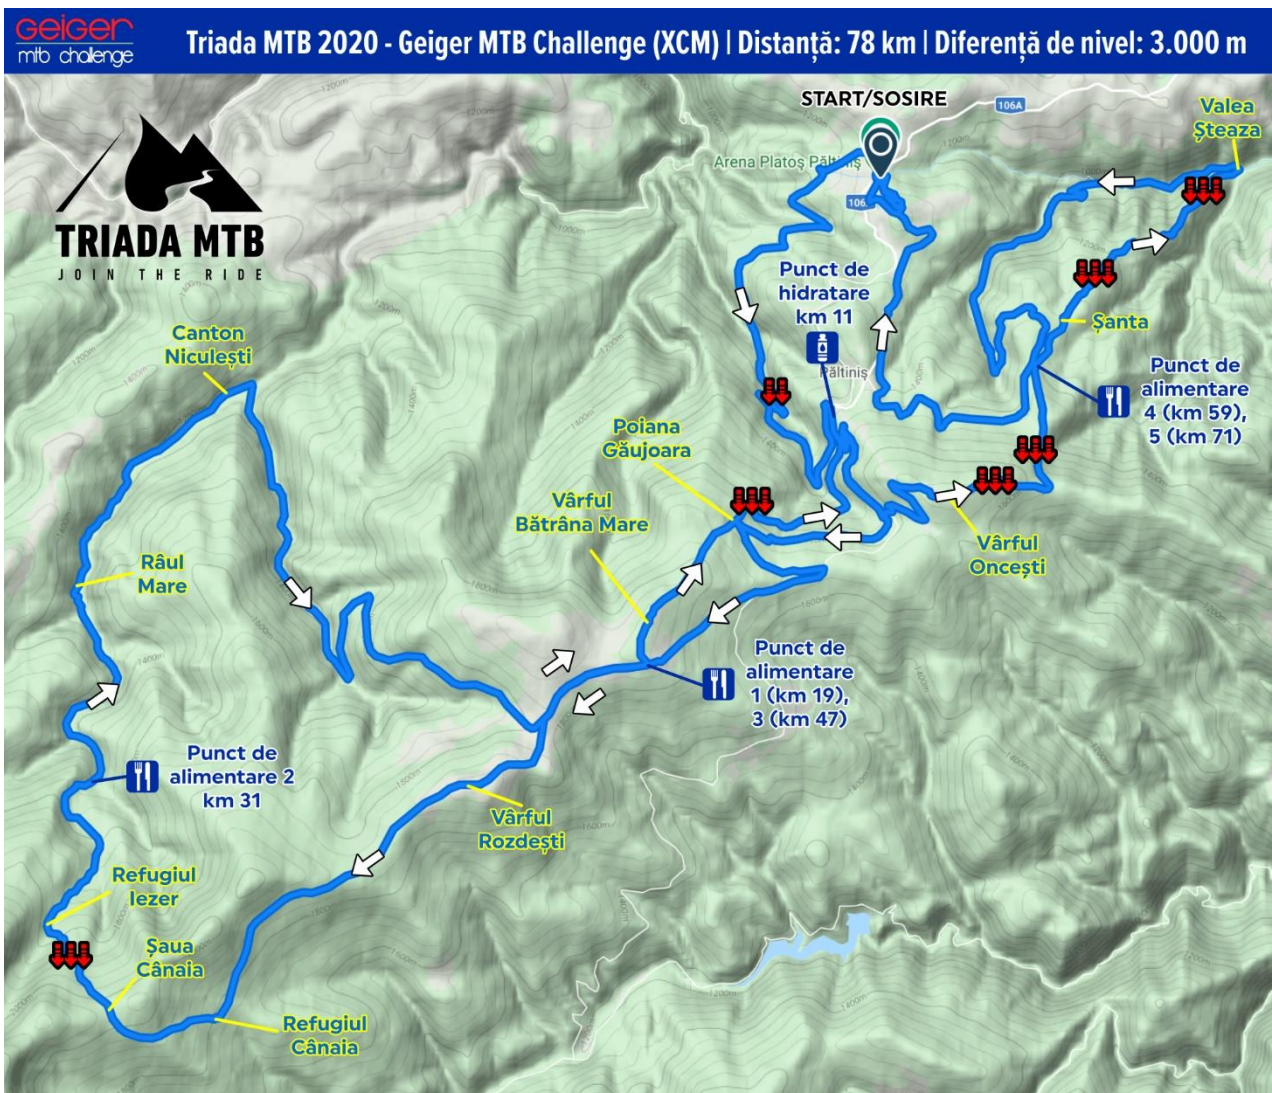 GEIGER
mtb challenge
Triada MTB 2020 - Geiger MTB Challenge (XCM) | Distanță: 78 km | Diferență de nivel: 3.000 m
START/SOSIRE
106A
Valea
Șteaza
Arena Platoș Păltiniș
TRIADA MTB
JOIN THE RIDE
Punct de
hidratare
km 11
Șanta
Canton
Niculești
Păltiniș
Punct de
alimentare
4 (km 59),
5 (km 71)
Poiana
Găujoara
Vârful
Bătrâna Mare
Vârful
Oncești
Râul
Mare
Punct de
alimentare
1 (km 19),
3 (km 47)
Punct de
alimentare 2
km 31
Vârful
Rozdești
Refugiul
Iezer
Șaua
Cânaia
Refugiul
Cânaia